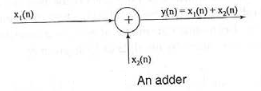 x₁(n)
y(n) = x₁(n) + x₂(n)
+
x₂(n)
An adder